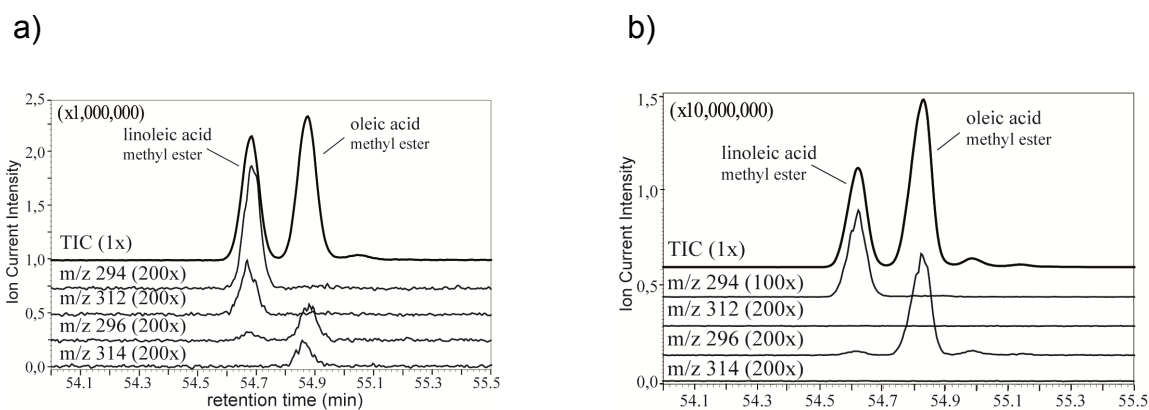 a)
2,5
(x1,000,000)
linoleic acid
methyl ester
oleic acid
methyl ester
2,0
1,5
TIC (1x)
1,0
m/z 294 (200x)
m/z 312 (200x)
0,5
m/z 296 (200x)
m/z 314 (200x)
0,0
54.1 54.3 54.5 54.7 54.9 55.1 55.3 55.5
retention time (min)
Ion Current Intensity
b)
1,5
(x10,000,000)
oleic acid
methyl ester
linoleic acid
methyl ester
1,0
TIC (1x)
m/z 294 (100x)
0,5
m/z 312 (200x)
m/z 296 (200x)
m/z 314 (200x)
0,0
54.1 54.3 54.5 54.7 54.9 55.1 55.3 55.5
Ion Current Intensity